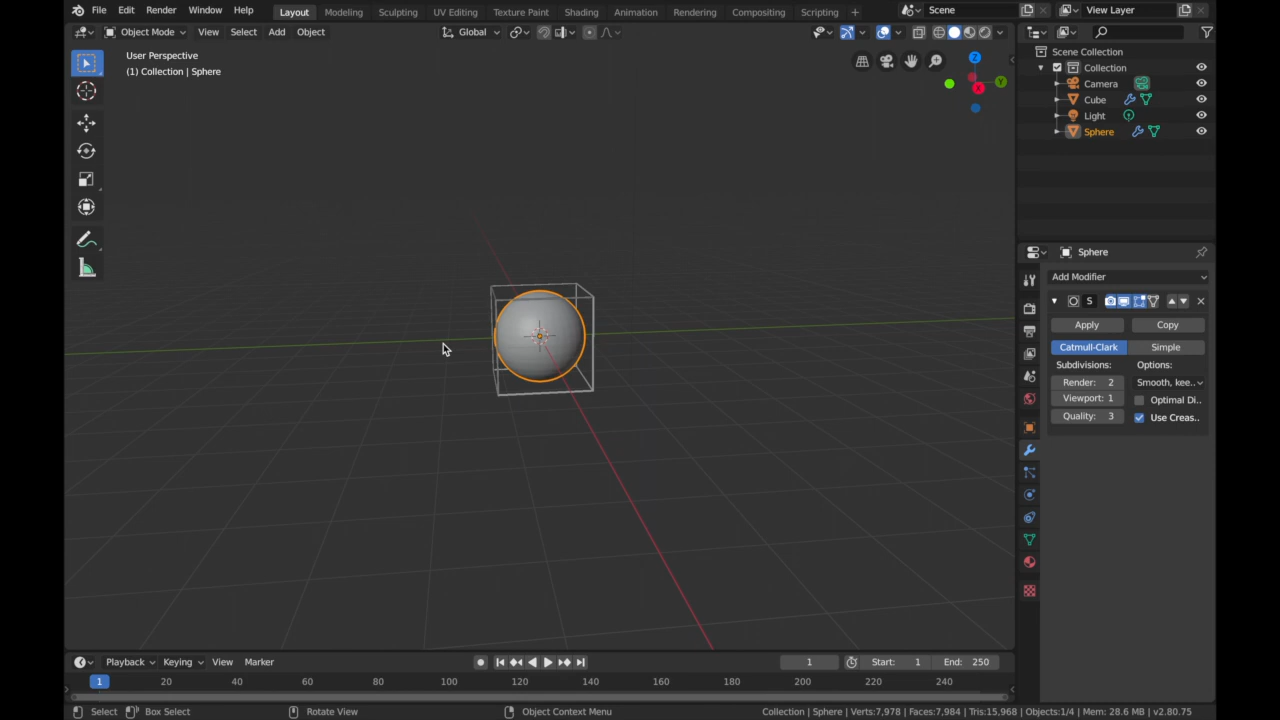 File Edit Render Window Help Layout Modeling Sculpting UV Editing Texture Paint Shading Animation Rendering Compositing Scripting + Scene View Layer
Object Mode View Select Add Object Global
User Perspective
(1) Collection | Sphere
Z
Y
X
Scene Collection
Collection
Camera
Cube
Light
Sphere
Sphere
Add Modifier
S
Apply Copy
Catmull-Clark Simple
Subdivisions: Options:
Render: 2 Smooth, kee..
Viewport: 1 Optimal Di..
Quality: 3 Use Creas..
Playback Keying View Marker 1 Start: 1 End: 250
1 20 40 60 80 100 120 140 160 180 200 220 240
Select Box Select Rotate View Object Context Menu Collection | Sphere | Verts:7,978 | Faces:7,984 | Tris:15,968 | Objects:1/4 | Mem: 28.6 MB | v2.80.75